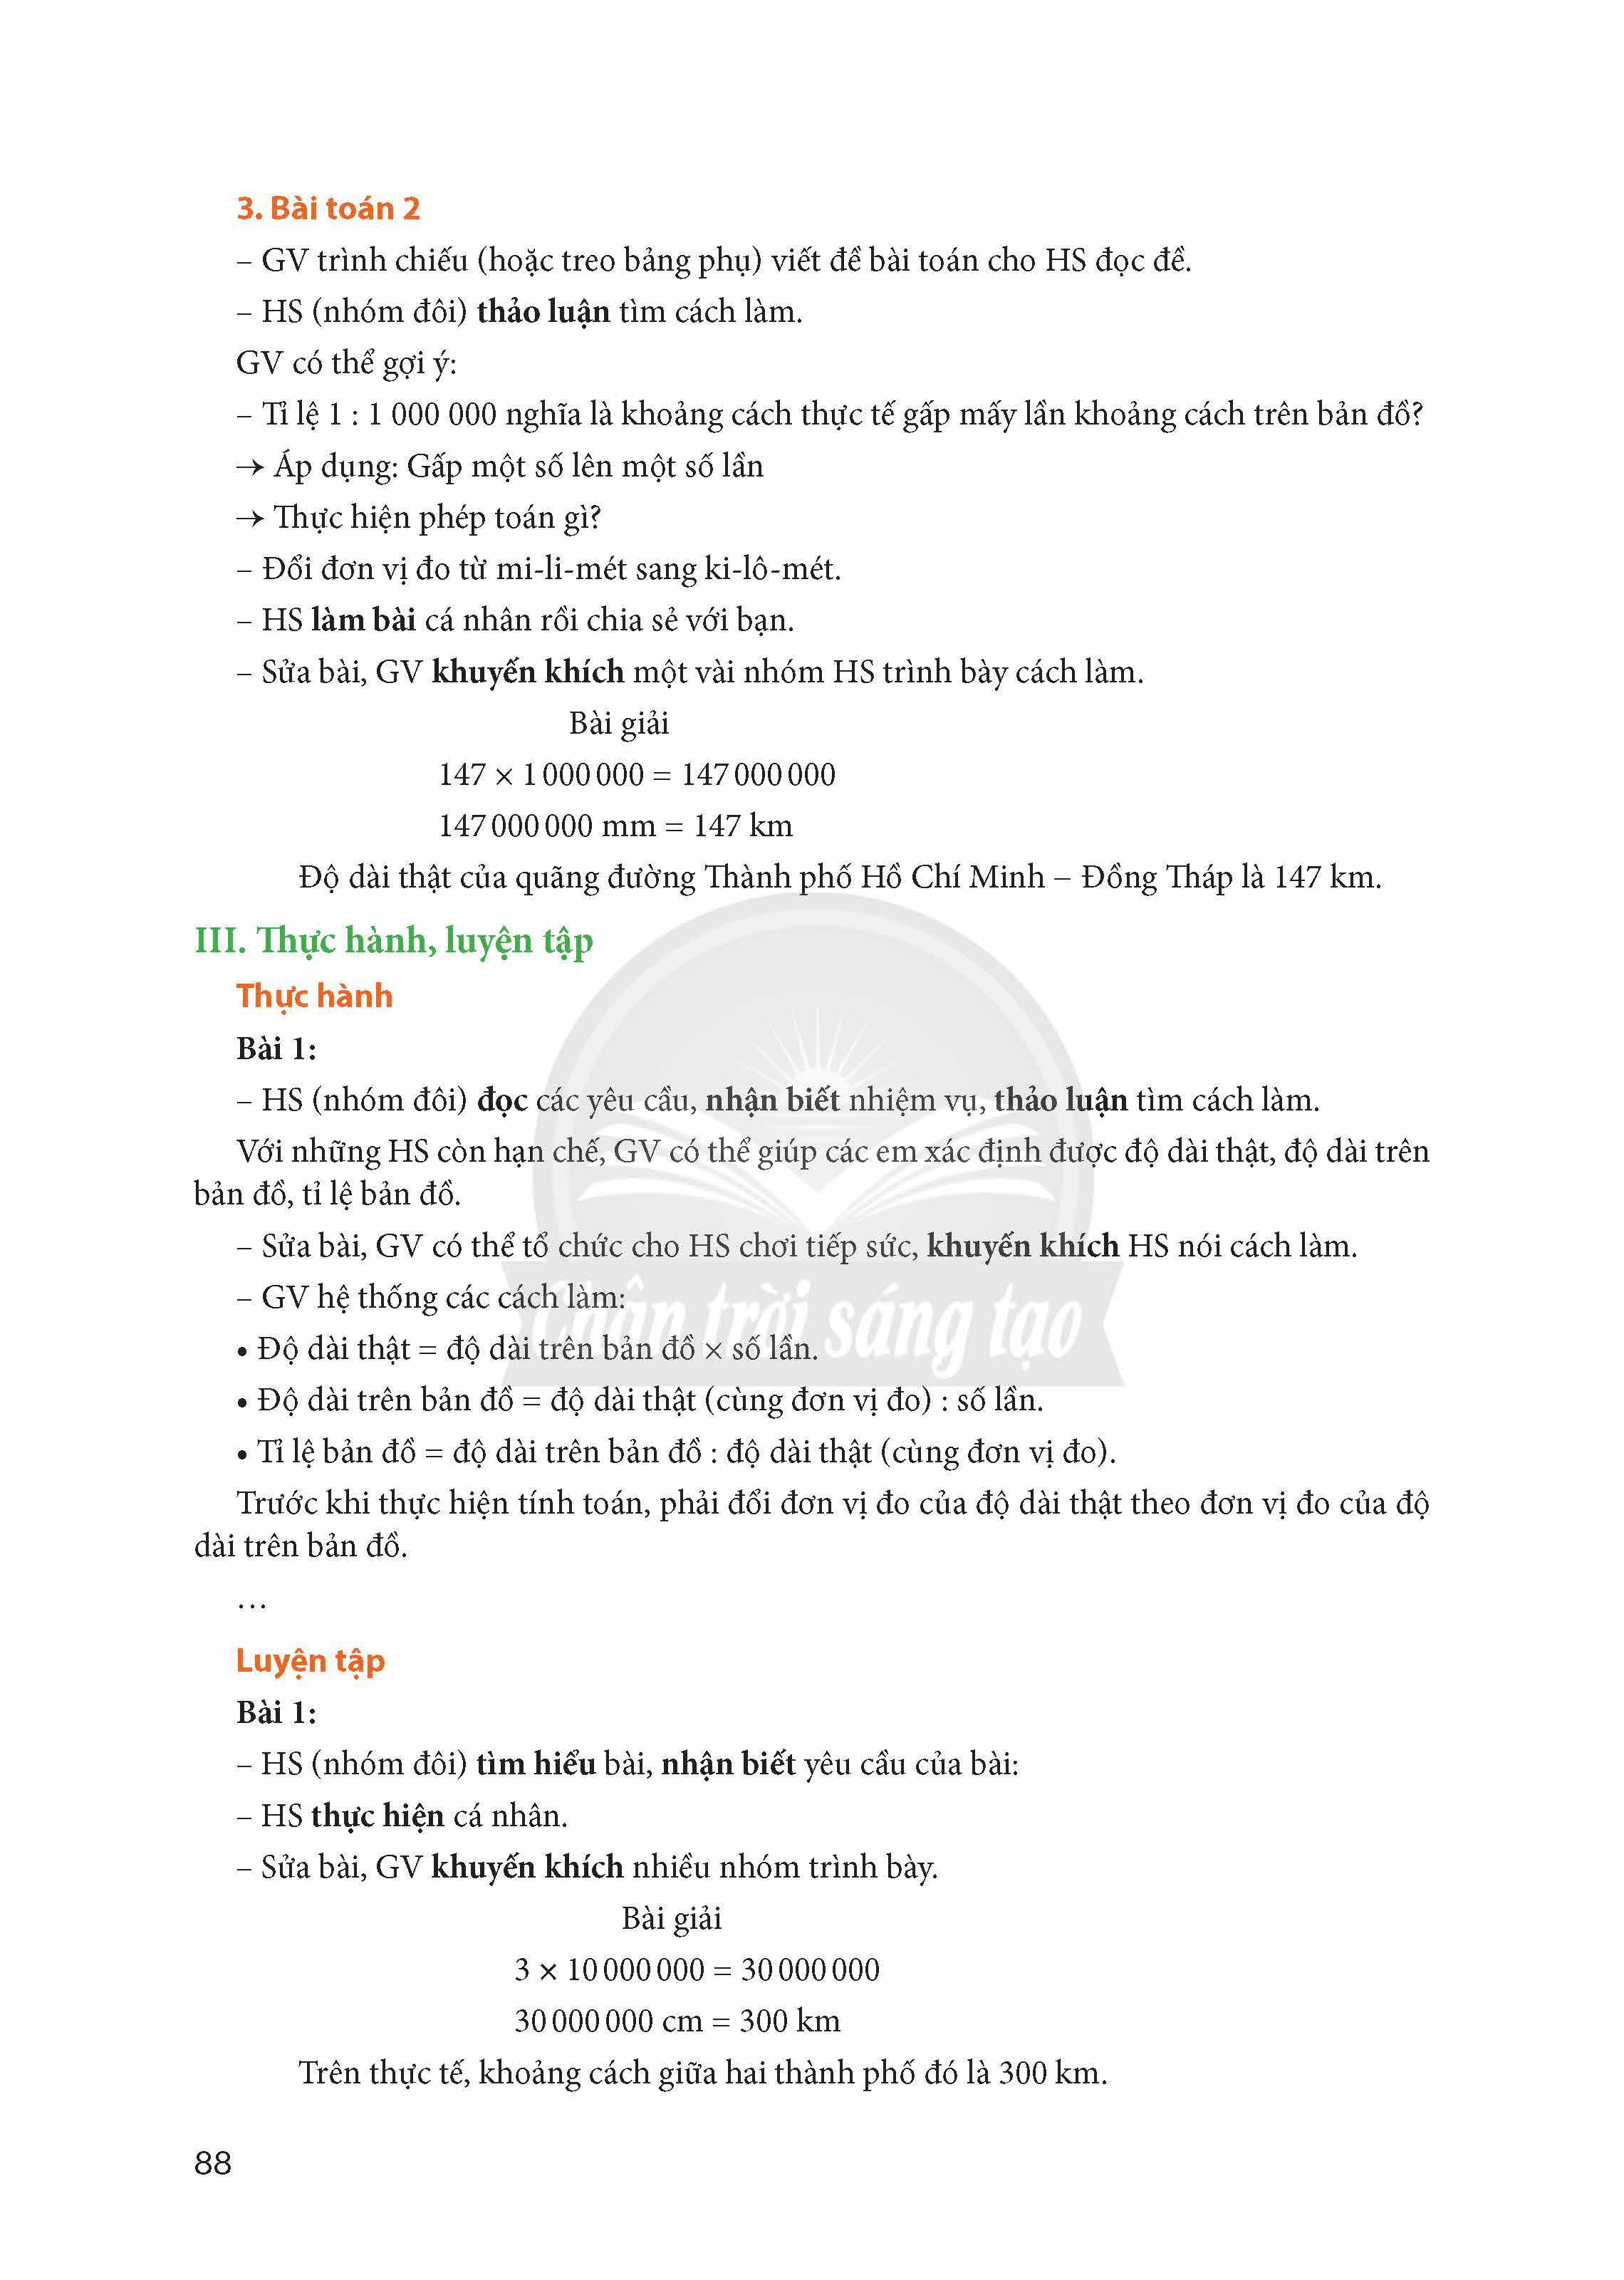 3. Bài toán 2
– GV trình chiếu (hoặc treo bảng phụ) viết đề bài toán cho HS đọc đề.
– HS (nhóm đôi) thảo luận tìm cách làm.
GV có thể gợi ý:
– Tỉ lệ 1 : 1 000 000 nghĩa là khoảng cách thực tế gấp mấy lần khoảng cách trên bản đồ?
→ Áp dụng: Gấp một số lên một số lần
→ Thực hiện phép toán gì?
– Đổi đơn vị đo từ mi-li-mét sang ki-lô-mét.
– HS làm bài cá nhân rồi chia sẻ với bạn.
– Sửa bài, GV khuyến khích một vài nhóm HS trình bày cách làm.
Bài giải
147 × 1 000 000 = 147 000 000
147 000 000 mm = 147 km
Độ dài thật của quãng đường Thành phố Hồ Chí Minh – Đồng Tháp là 147 km.
III. Thực hành, luyện tập
Thực hành
Bài 1:
– HS (nhóm đôi) đọc các yêu cầu, nhận biết nhiệm vụ, thảo luận tìm cách làm.
Với những HS còn hạn chế, GV có thể giúp các em xác định được độ dài thật, độ dài trên
bản đồ, tỉ lệ bản đồ.
– Sửa bài, GV có thể tổ chức cho HS chơi tiếp sức, khuyến khích HS nói cách làm.
– GV hệ thống các cách làm:
Chân trời sáng tạo
• Độ dài thật = độ dài trên bản đồ × số lần.
• Độ dài trên bản đồ = độ dài thật (cùng đơn vị đo) : số lần.
• Tỉ lệ bản đồ = độ dài trên bản đồ : độ dài thật (cùng đơn vị đo).
Trước khi thực hiện tính toán, phải đổi đơn vị đo của độ dài thật theo đơn vị đo của độ
dài trên bản đồ.
…
Luyện tập
Bài 1:
– HS (nhóm đôi) tìm hiểu bài, nhận biết yêu cầu của bài:
– HS thực hiện cá nhân.
– Sửa bài, GV khuyến khích nhiều nhóm trình bày.
Bài giải
3 × 10 000 000 = 30 000 000
30 000 000 cm = 300 km
Trên thực tế, khoảng cách giữa hai thành phố đó là 300 km.
88